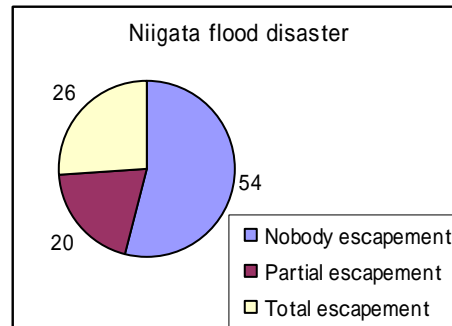 Niigata flood disaster
26
54
20
Nobody escapement
Partial escapement
Total escapement